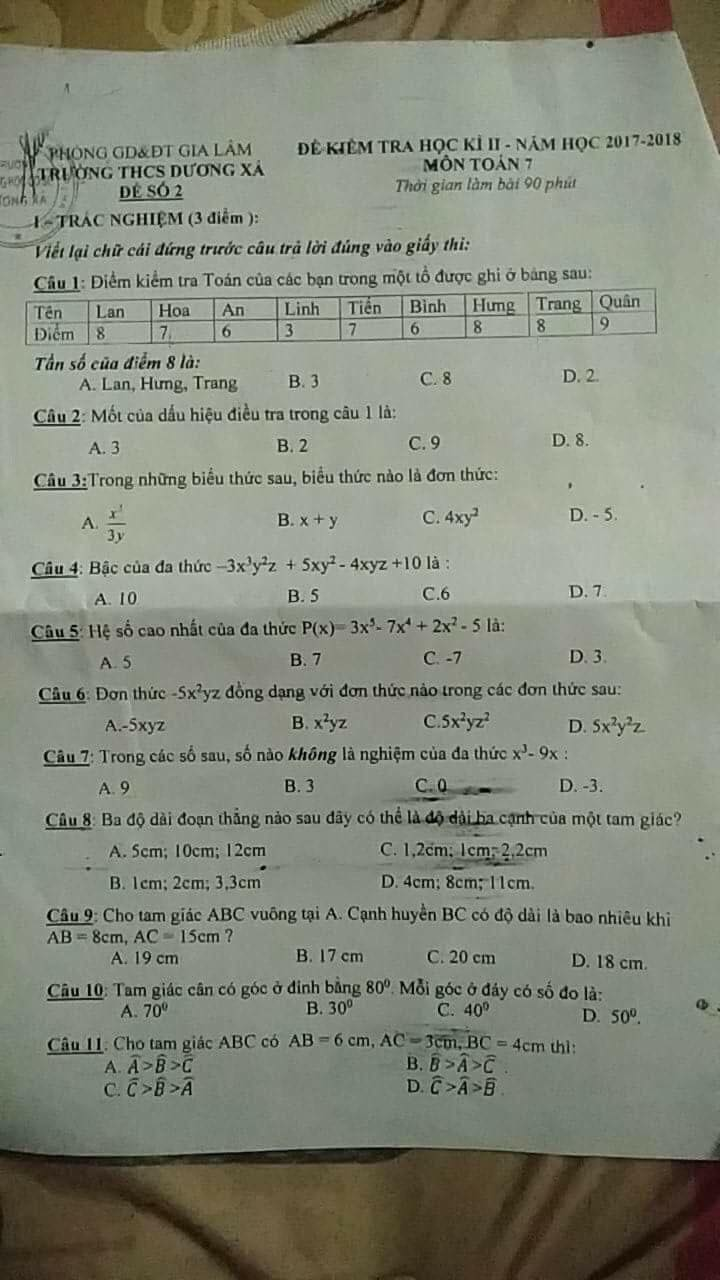 PHÒNG GD&ĐT GIA LÂM
TRƯỜNG THCS DƯƠNG XÁ
ĐỀ SỐ 2
ĐỀ KIỂM TRA HỌC KÌ II - NĂM HỌC 2017-2018
MÔN TOÁN 7
Thời gian làm bài 90 phút
I - TRẮC NGHIỆM (3 điểm ):
Viết lại chữ cái đứng trước câu trả lời đúng vào giấy thi:
Câu 1: Điểm kiểm tra Toán của các bạn trong một tổ được ghi ở bảng sau:
Tên Lan Hoa An Linh Tiến Bình Hưng Trang Quân
Điểm 8 7 6 3 7 6 8 8 9
Tần số của điểm 8 là:
A. Lan, Hưng, Trang B. 3 C. 8 D. 2
Câu 2: Mốt của dấu hiệu điều tra trong câu 1 là:
A. 3 B. 2 C. 9 D. 8.
Câu 3:Trong những biểu thức sau, biểu thức nào là đơn thức:
A. B. x + y C. 4xy² D. - 5.
3y
Câu 4: Bậc của đa thức –3x³y²z + 5xy² - 4xyz +10 là :
A. 10 B. 5 C.6 D. 7
Câu 5: Hệ số cao nhất của đa thức P(x)= 3x⁵- 7x⁴ + 2x² - 5 là:
A. 5 B. 7 C. -7 D. 3.
Câu 6: Đơn thức -5x²yz đồng dạng với đơn thức nào trong các đơn thức sau:
A.-5xyz B. x²yz C.5x²yz² D. 5x²y²z
Câu 7: Trong các số sau, số nào không là nghiệm của đa thức x³- 9x :
A. 9 B. 3 C. 0 D. -3.
Câu 8: Ba độ dài đoạn thẳng nào sau đây có thể là độ dài ba cạnh của một tam giác?
A. 5cm; 10cm; 12cm C. 1,2cm; 1cm; 2,2cm
B. 1cm; 2cm; 3,3cm D. 4cm; 8cm; 11cm.
Câu 9: Cho tam giác ABC vuông tại A. Cạnh huyền BC có độ dài là bao nhiêu khi
AB = 8cm, AC = 15cm ?
A. 19 cm B. 17 cm C. 20 cm D. 18 cm.
Câu 10: Tam giác cân có góc ở đỉnh bằng 80⁰. Mỗi góc ở đáy có số đo là:
A. 70⁰ B. 30⁰ C. 40⁰ D. 50⁰.
Câu 11: Cho tam giác ABC có AB = 6 cm, AC = 3cm, BC = 4cm thì:
A. Â > B̂ > Ĉ B. B̂ > Â > Ĉ .
C. Ĉ > B̂ > Â D. Ĉ > Â > B̂ .